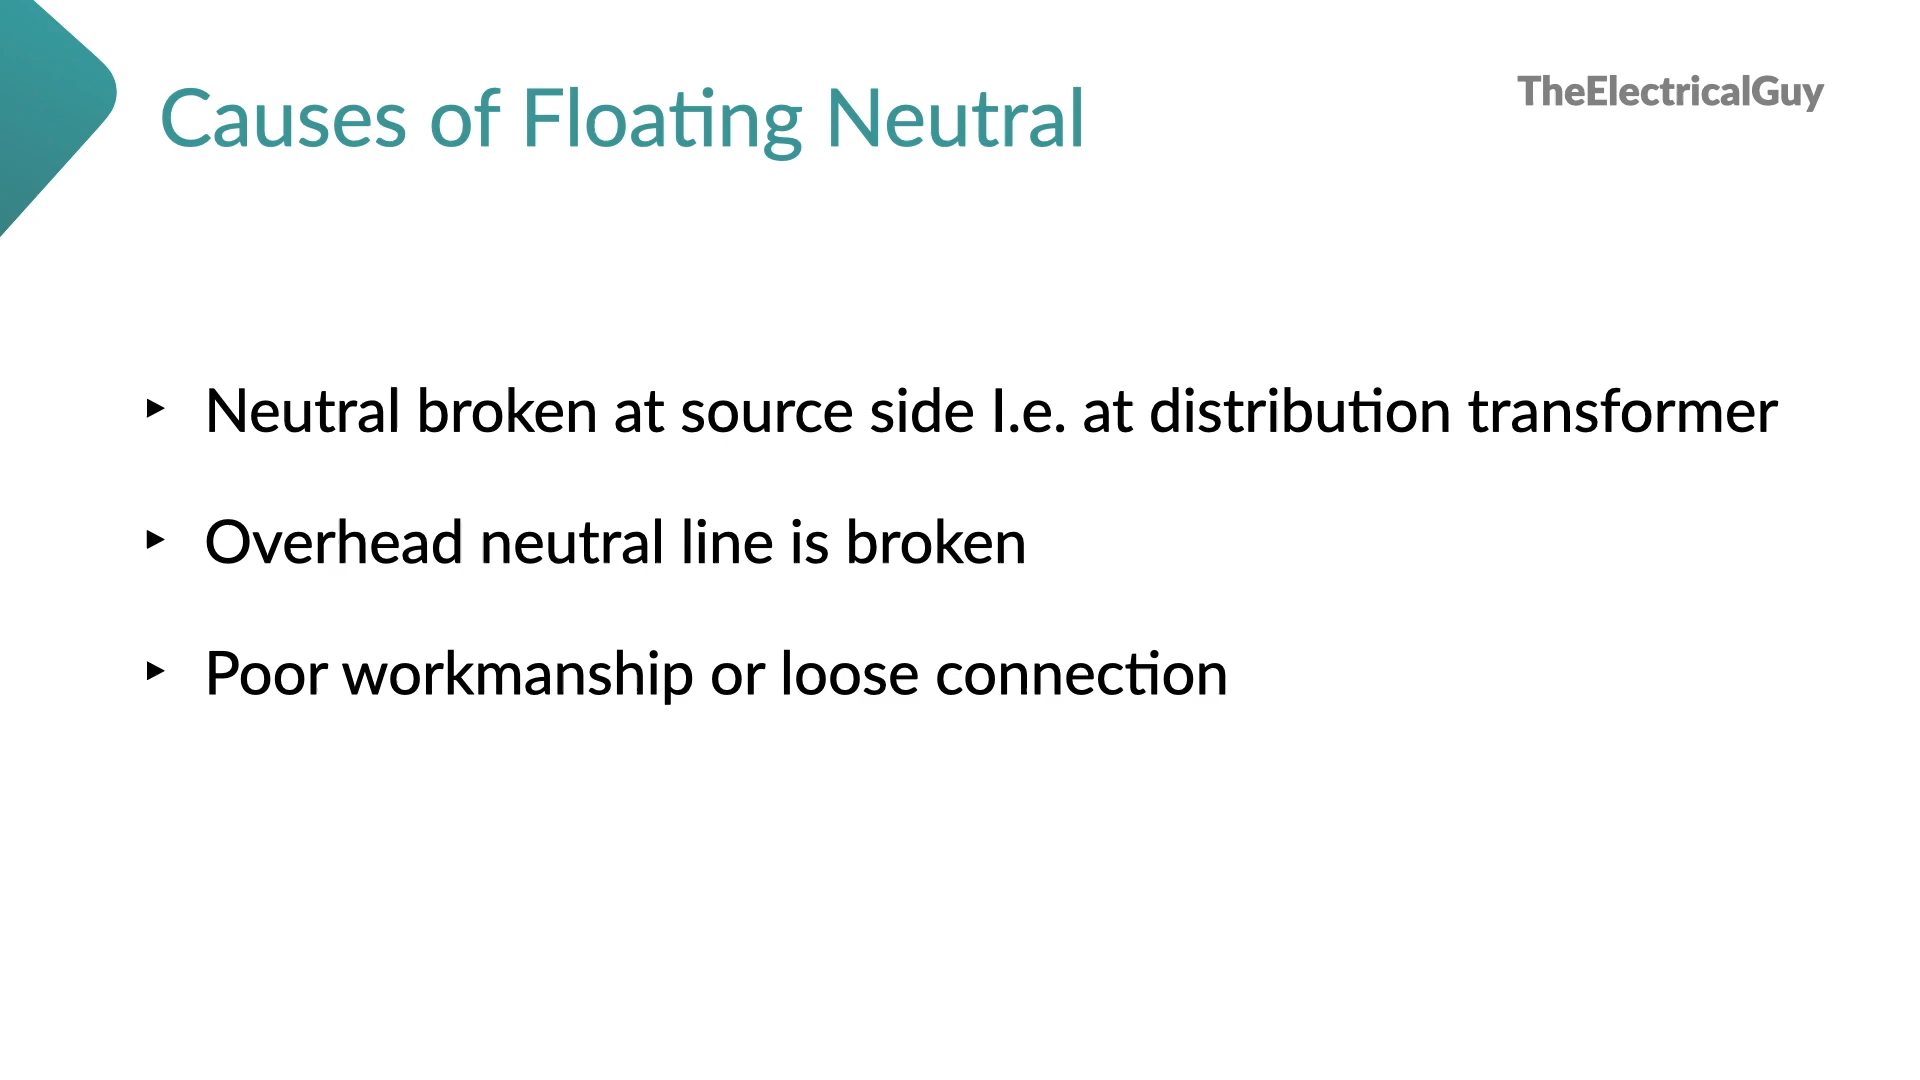 Causes of Floating Neutral
TheElectricalGuy
‣ Neutral broken at source side I.e. at distribution transformer
‣ Overhead neutral line is broken
‣ Poor workmanship or loose connection